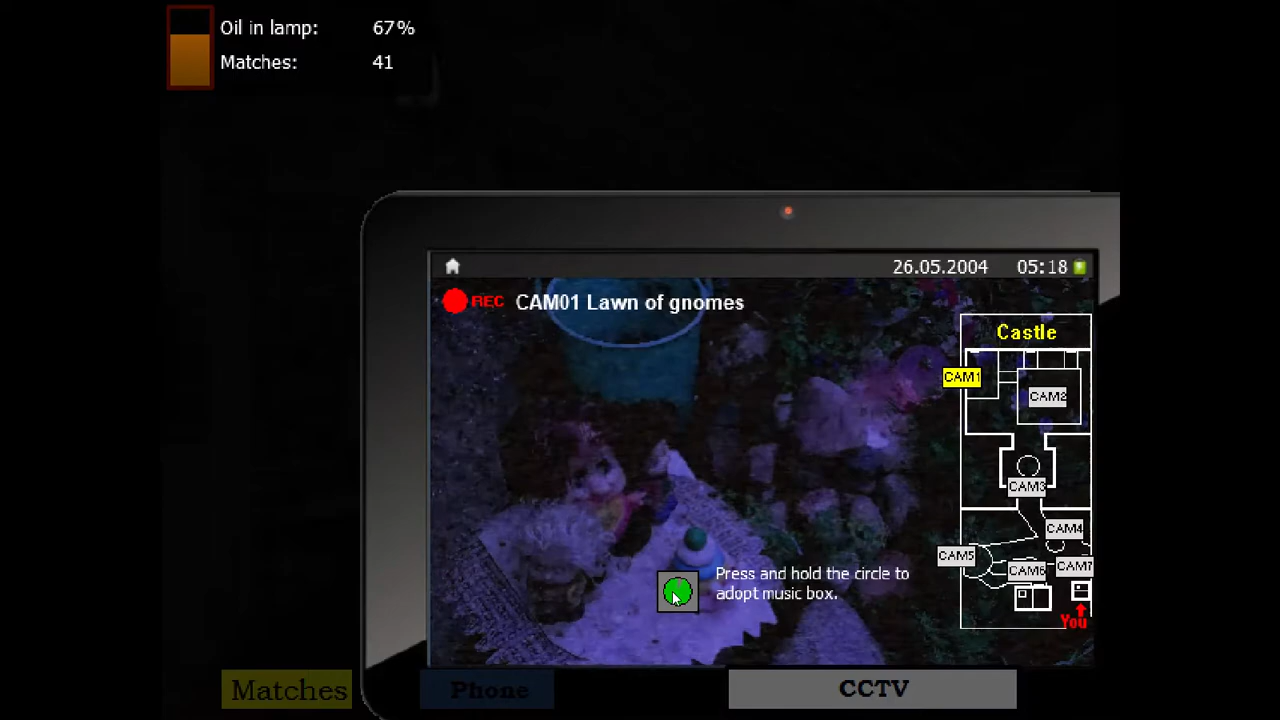 Oil in lamp: 67%
Matches: 41
26.05.2004 05:18
REC CAM01 Lawn of gnomes
Castle
CAM1
CAM2
CAM3
CAM4
CAM5
CAM6
CAM7
Press and hold the circle to
adopt music box.
You
Matches
Phone
CCTV